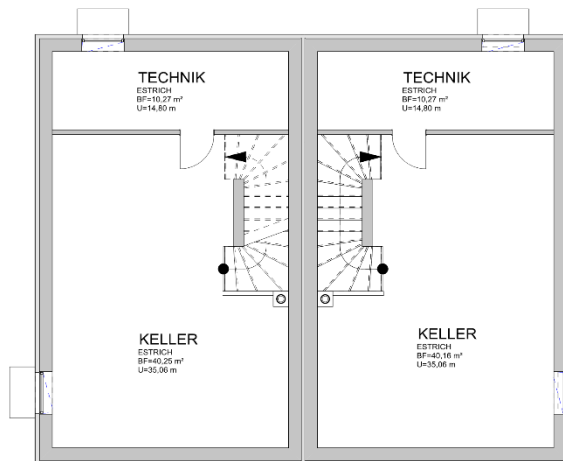 TECHNIK
ESTRICH
BF=10,27 m²
U=14,80 m
TECHNIK
ESTRICH
BF=10,27 m²
U=14,80 m
KELLER
ESTRICH
BF=40,25 m²
U=35,06 m
KELLER
ESTRICH
BF=40,16 m²
U=35,06 m